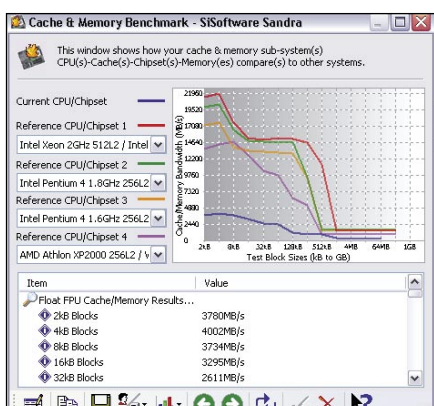 Cache & Memory Benchmark - SiSoftware Sandra
This window shows how your cache & memory sub-system(s)
CPU(s)-Cache(s)-Chipset(s)-Memory(es) compare(s) to other systems.
Current CPU/Chipset
Reference CPU/Chipset 1
Intel Xeon 2GHz 512L2 / Intel
Reference CPU/Chipset 2
Intel Pentium 4 1.8GHz 256L2
Reference CPU/Chipset 3
Intel Pentium 4 1.6GHz 256L2
Reference CPU/Chipset 4
AMD Athlon XP2000 256L2 / V
Cache/Memory Bandwidth (MB/s)
21960
19520
17080
14640
12200
9760
7320
4880
2440
0
2kB 8kB 32kB 128kB 512kB 4MB 64MB 1GB
Test Block Sizes (kB to GB)
Item Value
Float FPU Cache/Memory Results...
2kB Blocks 3780MB/s
4kB Blocks 4002MB/s
8kB Blocks 3734MB/s
16kB Blocks 3295MB/s
32kB Blocks 2611MB/s